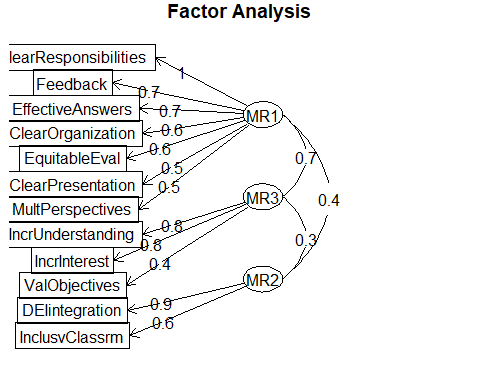 Factor Analysis
learResponsibilities
Feedback
EffectiveAnswers
ClearOrganization
EquitableEval
ClearPresentation
MultPerspectives
IncrUnderstanding
IncrInterest
ValObjectives
DEIintegration
InclusvClassrm
1
0.7
0.7
0.6
0.6
0.5
0.5
0.8
0.8
0.4
0.9
0.6
MR1
MR3
MR2
0.7
0.4
0.3